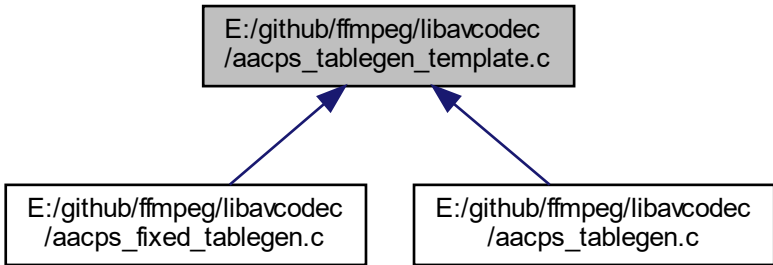 E:/github/ffmpeg/libavcodec
/aacps_tablegen_template.c
E:/github/ffmpeg/libavcodec
/aacps_fixed_tablegen.c
E:/github/ffmpeg/libavcodec
/aacps_tablegen.c